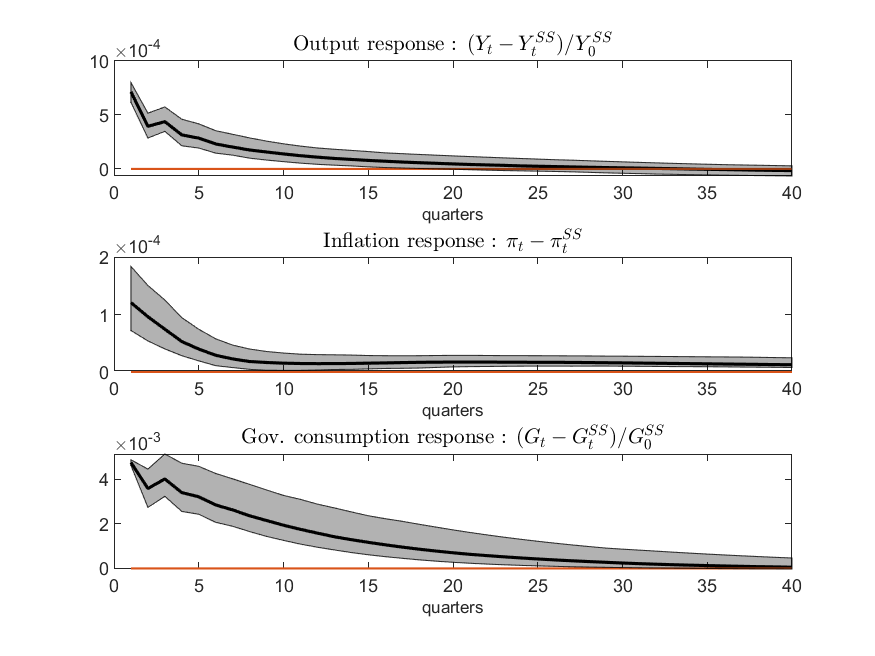 Output response : (Y_t − Y_t^{SS})/Y_0^{SS}
×10^{-4}
10
5
0
0 5 10 15 20 25 30 35 40
quarters
Inflation response : π_t − π_t^{SS}
×10^{-4}
2
1
0
0 5 10 15 20 25 30 35 40
quarters
Gov. consumption response : (G_t − G_t^{SS})/G_0^{SS}
×10^{-3}
4
2
0
0 5 10 15 20 25 30 35 40
quarters